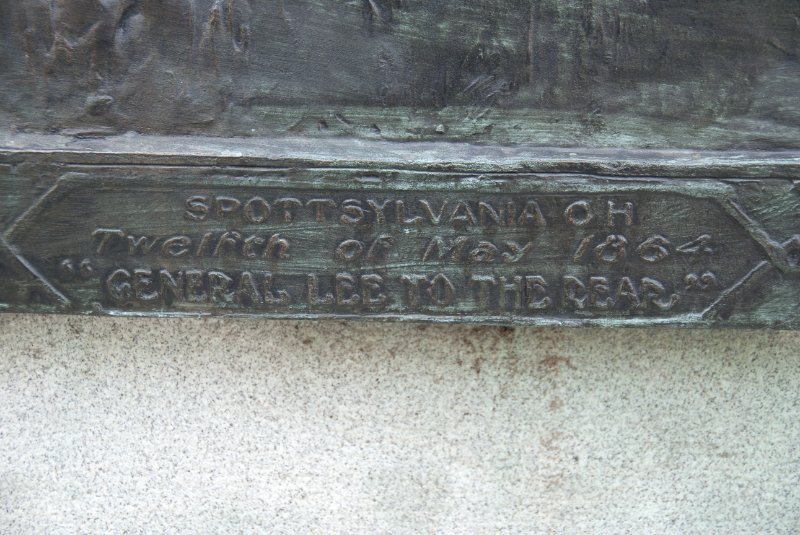 SPOTTSYLVANIA C H
Twelfth of May 1864
“GENERAL LEE TO THE REAR”